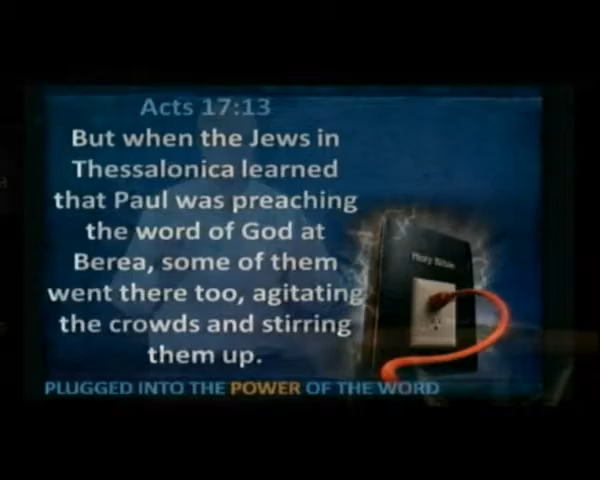 Acts 17:13
But when the Jews in
Thessalonica learned
that Paul was preaching
the word of God at
Berea, some of them
went there too, agitating
the crowds and stirring
them up.
Holy Bible
PLUGGED INTO THE POWER OF THE WORD